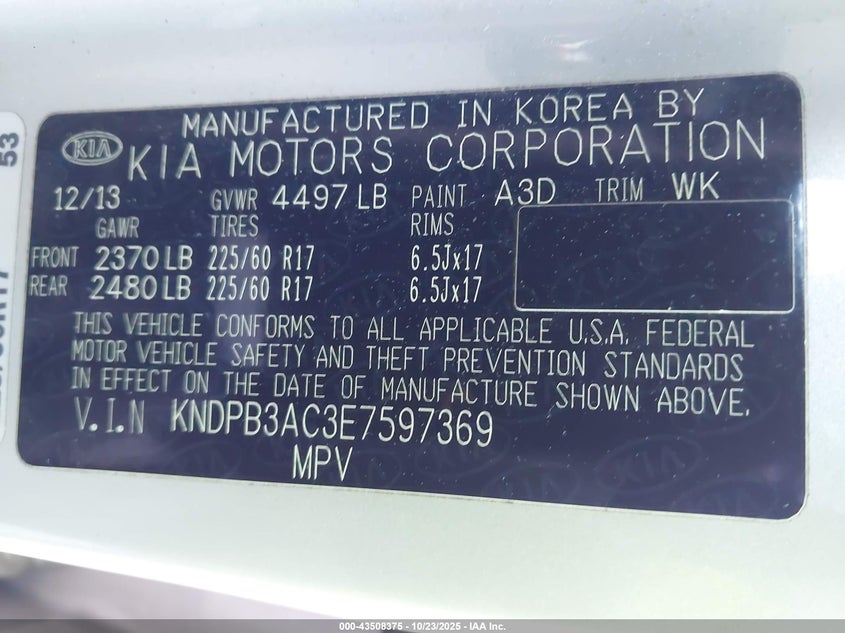 MANUFACTURED IN KOREA BY
KIA KIA MOTORS CORPORATION
12/13 GVWR 4497 LB PAINT A3D TRIM WK
GAWR TIRES RIMS
FRONT 2370 LB 225/60 R17 6.5Jx17
REAR 2480 LB 225/60 R17 6.5Jx17
THIS VEHICLE CONFORMS TO ALL APPLICABLE U.S.A. FEDERAL
MOTOR VEHICLE SAFETY AND THEFT PREVENTION STANDARDS
IN EFFECT ON THE DATE OF MANUFACTURE SHOWN ABOVE.
V.I.N KNDPB3AC3E7597369
MPV
53
000-43508375 - 10/23/2025 - IAA Inc.